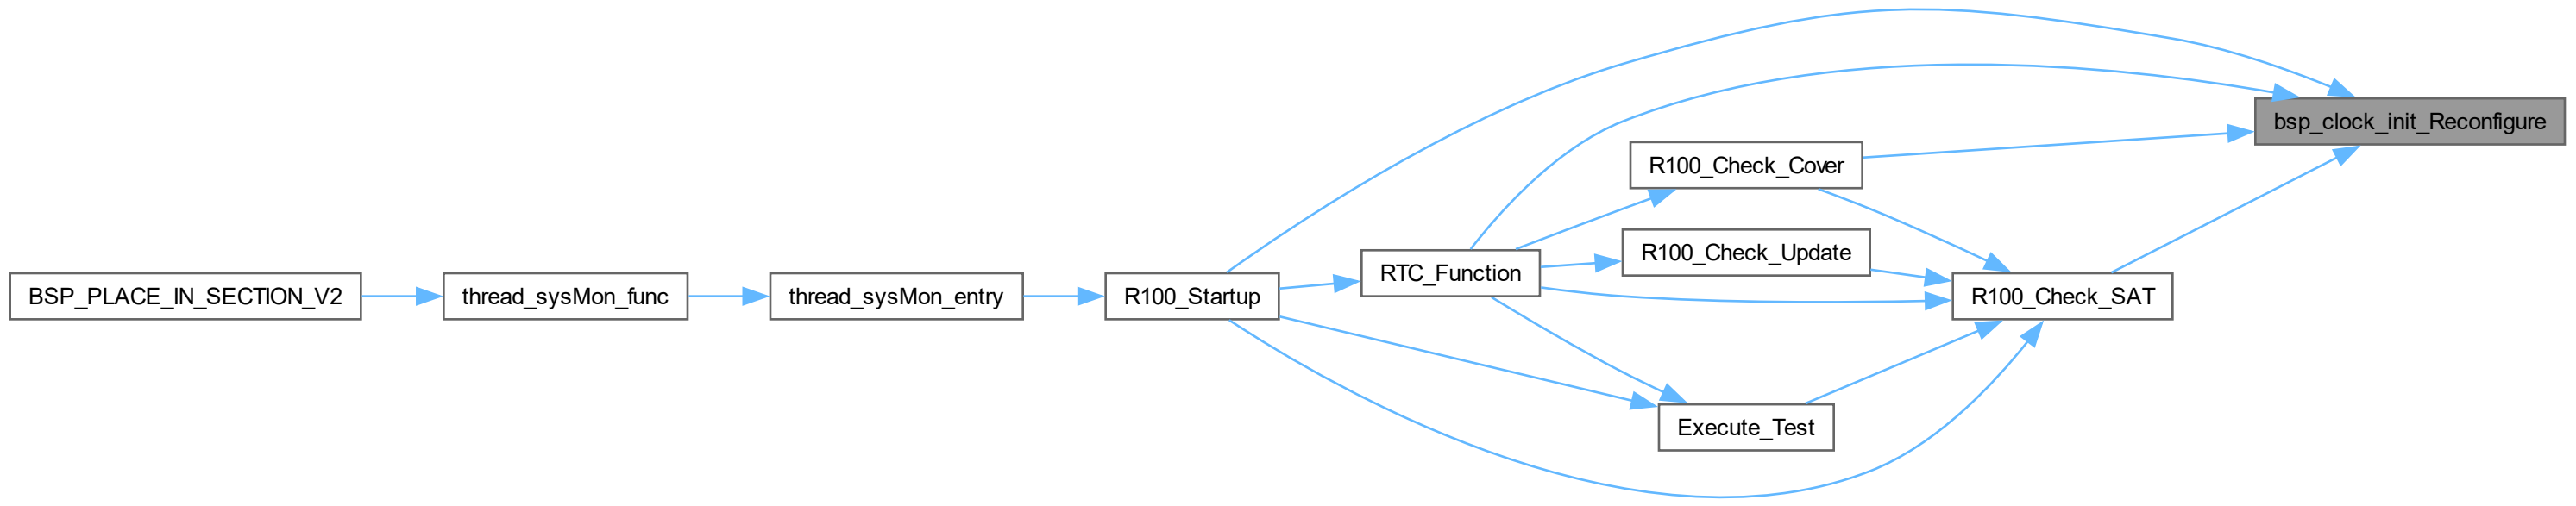 bsp_clock_init_Reconfigure
R100_Check_Cover
R100_Check_Update
RTC_Function
BSP_PLACE_IN_SECTION_V2
thread_sysMon_func
thread_sysMon_entry
R100_Startup
R100_Check_SAT
Execute_Test